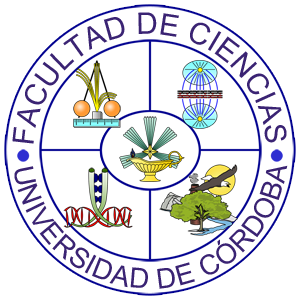 FACULTAD DE CIENCIAS
UNIVERSIDAD DE CÓRDOBA